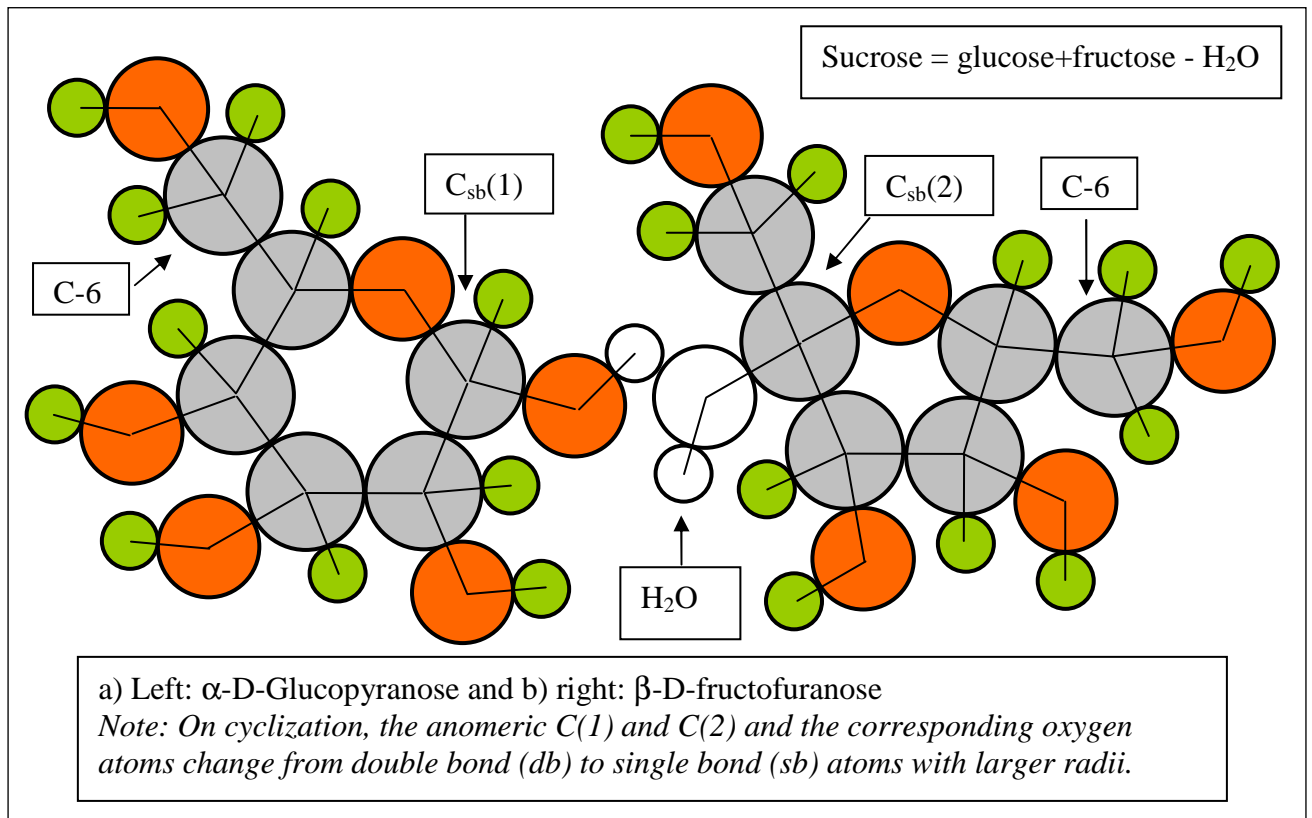 Sucrose = glucose+fructose - H₂O
C_sb(1)
C_sb(2)
C-6
C-6
H₂O
a) Left: α-D-Glucopyranose and b) right: β-D-fructofuranose
Note: On cyclization, the anomeric C(1) and C(2) and the corresponding oxygen
atoms change from double bond (db) to single bond (sb) atoms with larger radii.